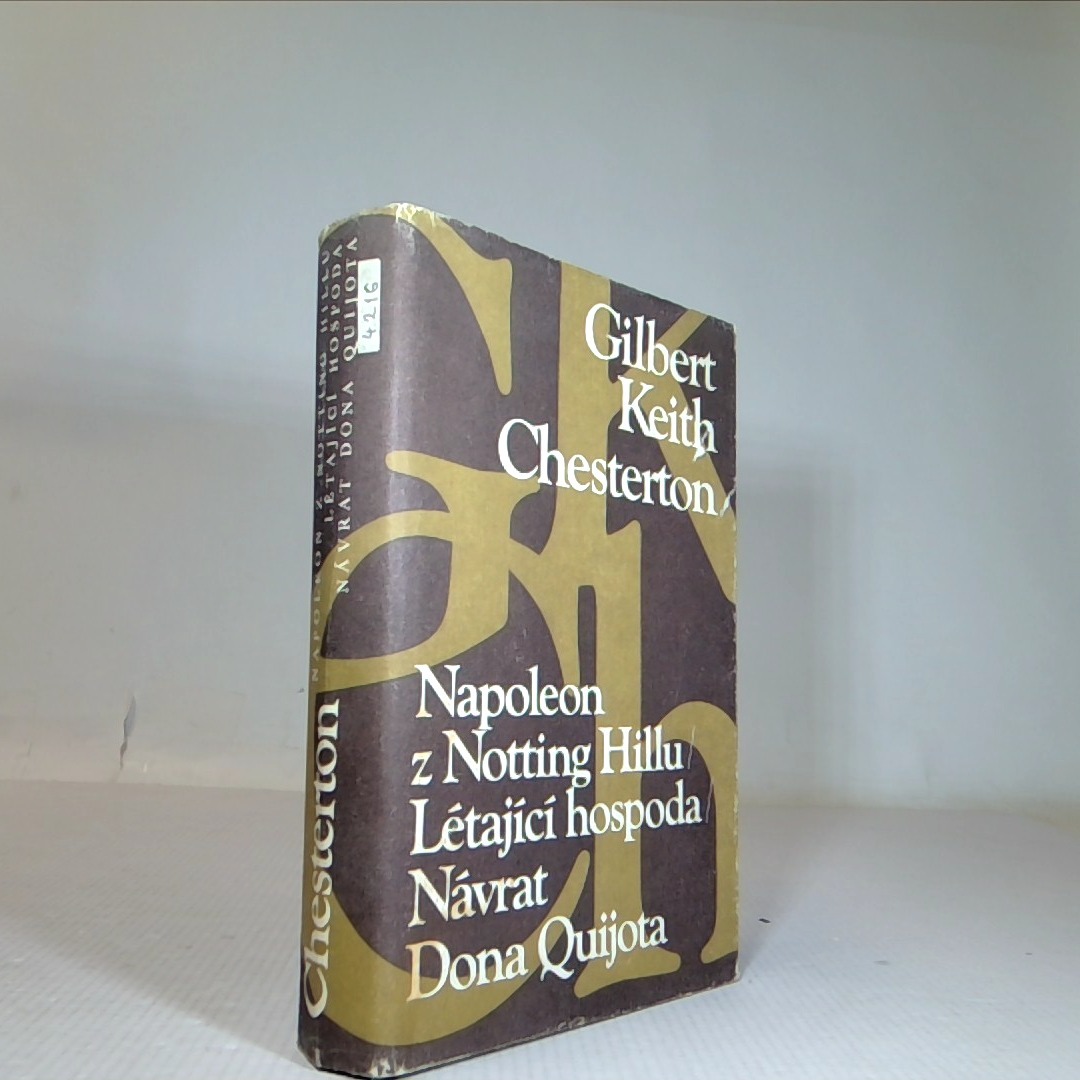 Gilbert
Keith
Chesterton
Napoleon
z Notting Hillu
Létající hospoda
Návrat
Dona Quijota
Chesterton
NAPOLEON Z NOTTING HILLU
LÉTAJÍCÍ HOSPODA
NÁVRAT DONA QUIJOTA
4216